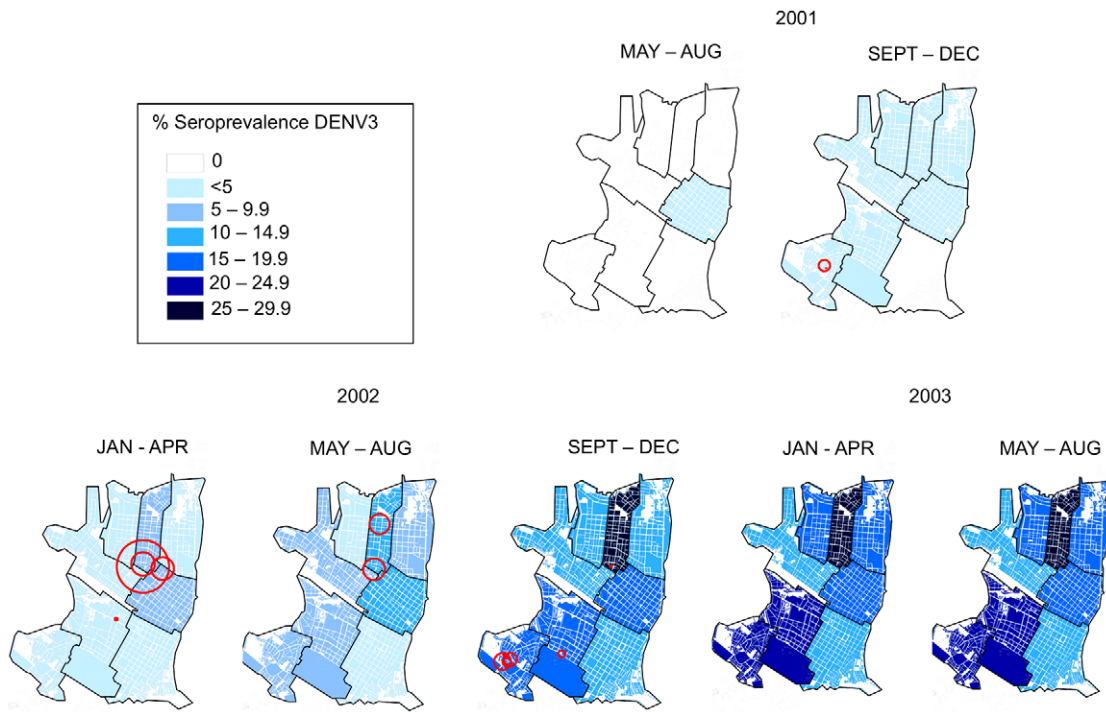 2001
MAY – AUG
SEPT – DEC
% Seroprevalence DENV3
0
<5
5 – 9.9
10 – 14.9
15 – 19.9
20 – 24.9
25 – 29.9
2002
2003
JAN - APR
MAY – AUG
SEPT – DEC
JAN - APR
MAY – AUG